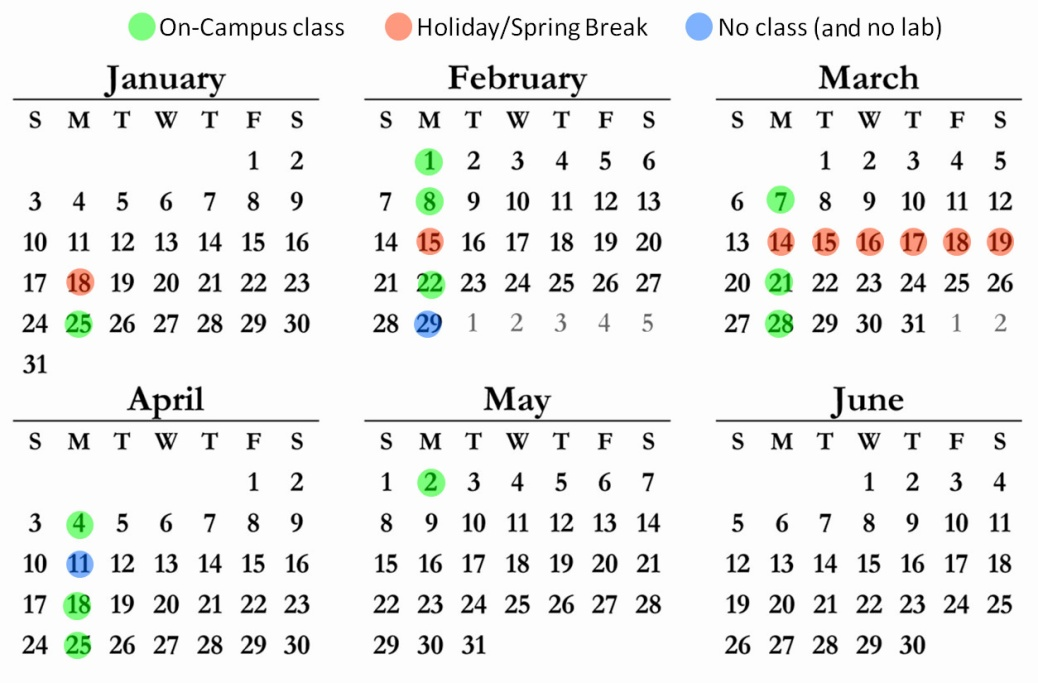 On-Campus class Holiday/Spring Break No class (and no lab)
January February March
S M T W T F S S M T W T F S S M T W T F S
1 2 1 2 3 4 5 6 1 2 3 4 5
3 4 5 6 7 8 9 7 8 9 10 11 12 13 6 7 8 9 10 11 12
10 11 12 13 14 15 16 14 15 16 17 18 19 20 13 14 15 16 17 18 19
17 18 19 20 21 22 23 21 22 23 24 25 26 27 20 21 22 23 24 25 26
24 25 26 27 28 29 30 28 29 1 2 3 4 5 27 28 29 30 31 1 2
31
April May June
S M T W T F S S M T W T F S S M T W T F S
1 2 1 2 3 4 5 6 7 1 2 3 4
3 4 5 6 7 8 9 8 9 10 11 12 13 14 5 6 7 8 9 10 11
10 11 12 13 14 15 16 15 16 17 18 19 20 21 12 13 14 15 16 17 18
17 18 19 20 21 22 23 22 23 24 25 26 27 28 19 20 21 22 23 24 25
24 25 26 27 28 29 30 29 30 31 26 27 28 29 30